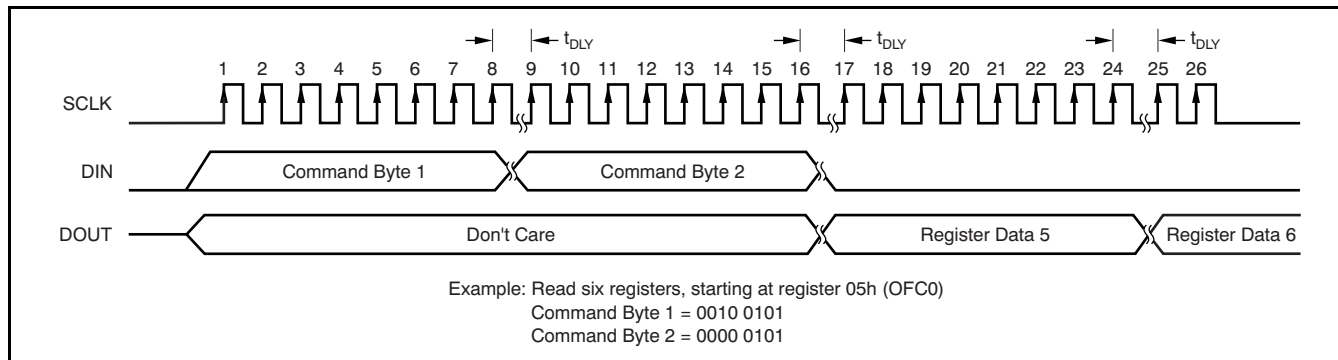 t_DLY t_DLY t_DLY
1 2 3 4 5 6 7 8 9 10 11 12 13 14 15 16 17 18 19 20 21 22 23 24 25 26
SCLK
DIN Command Byte 1 Command Byte 2
DOUT Don't Care Register Data 5 Register Data 6
Example: Read six registers, starting at register 05h (OFC0)
Command Byte 1 = 0010 0101
Command Byte 2 = 0000 0101